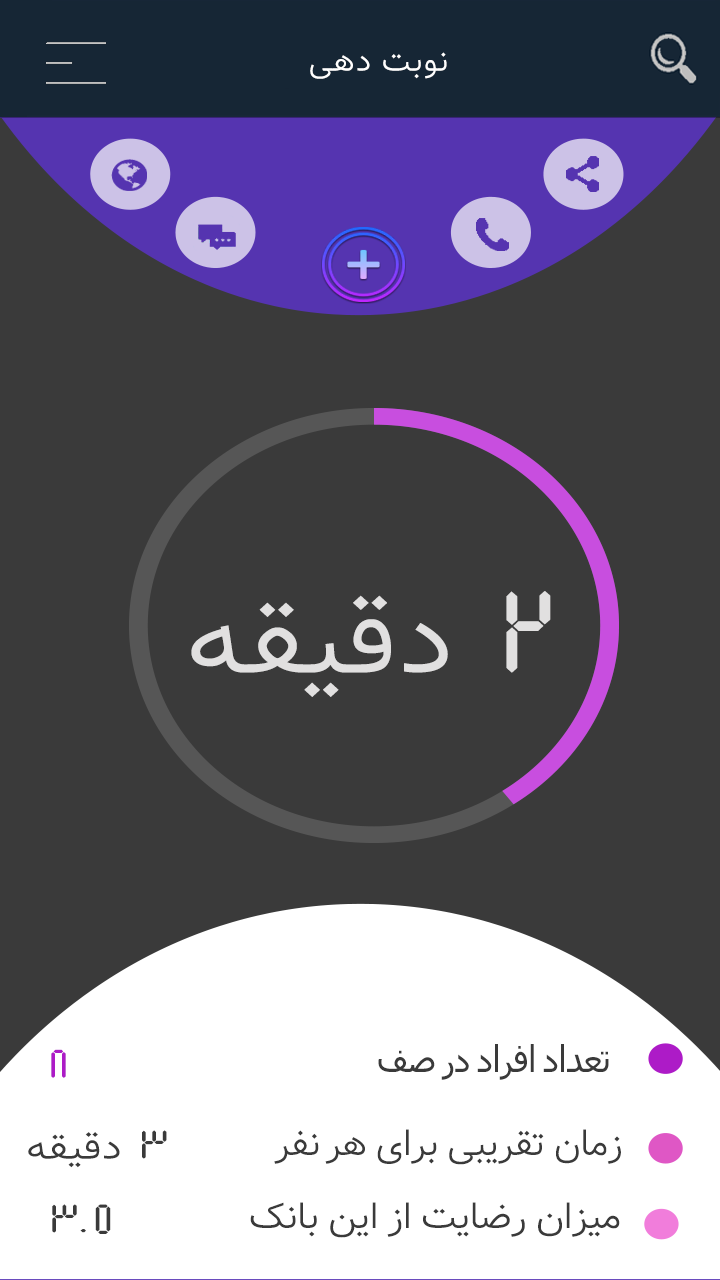 نوبت دهی
۲ دقیقه
تعداد افراد در صف ۸
زمان تقریبی برای هر نفر ۳ دقیقه
میزان رضایت از این بانک ۳.۵